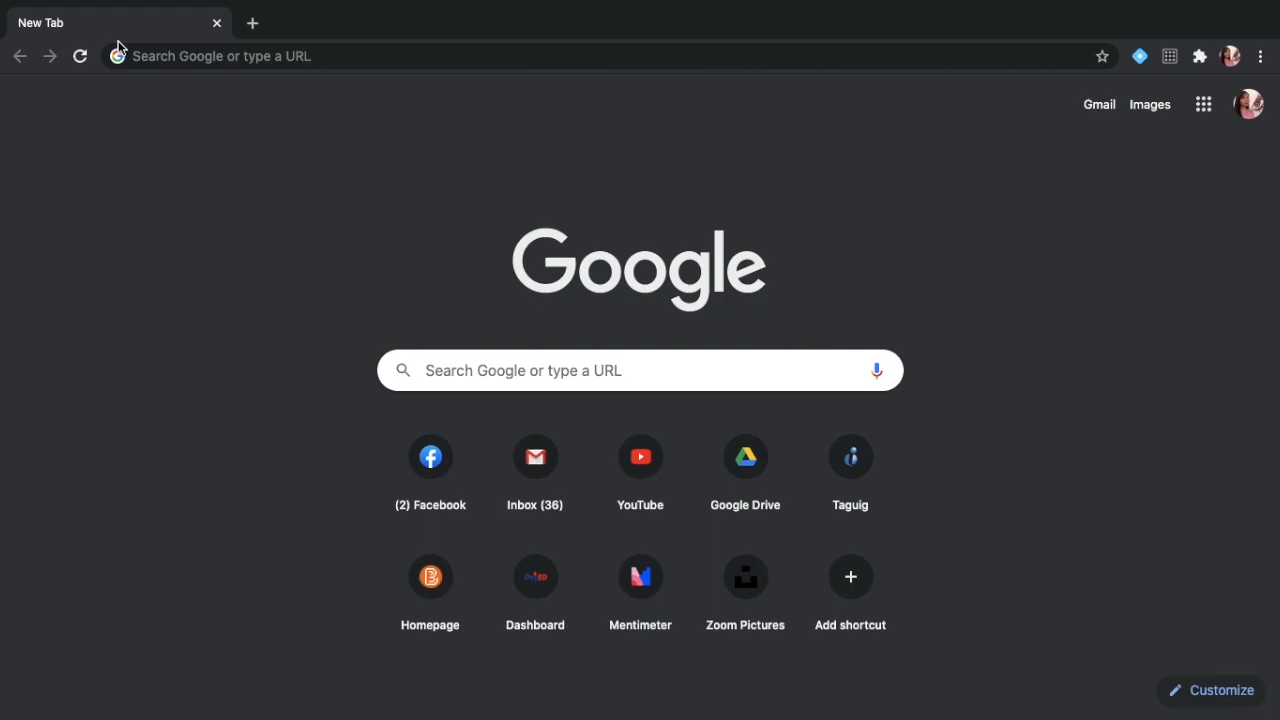 New Tab
Search Google or type a URL
Gmail Images
Google
Search Google or type a URL
(2) Facebook Inbox (36) YouTube Google Drive Taguig
Homepage Dashboard Mentimeter Zoom Pictures Add shortcut
Customize